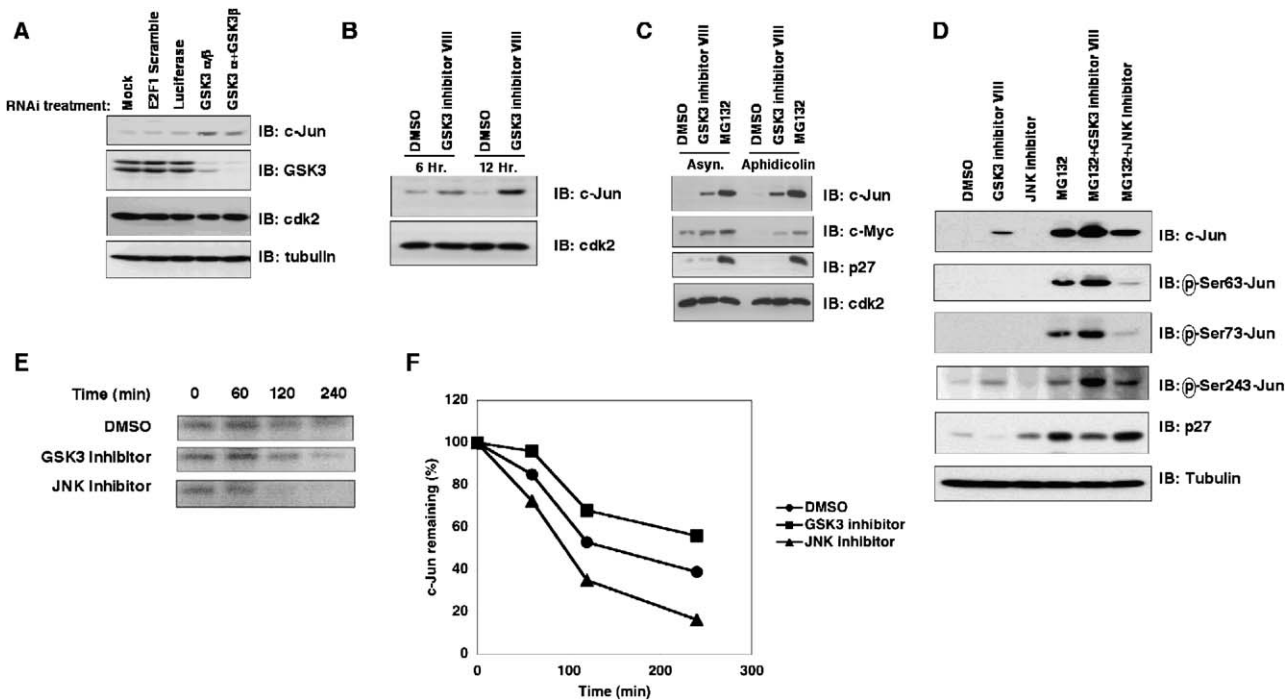 A
RNAi treatment:
Mock
E2F1 Scramble
Luciferase
GSK3 α/β
GSK3 α+GSK3β
IB: c-Jun
IB: GSK3
IB: cdk2
IB: tubulin
B
DMSO
GSK3 inhibitor VIII
DMSO
GSK3 inhibitor VIII
6 Hr. 12 Hr.
IB: c-Jun
IB: cdk2
C
DMSO
GSK3 inhibitor VIII
MG132
DMSO
GSK3 inhibitor VIII
MG132
Asyn. Aphidicolin
IB: c-Jun
IB: c-Myc
IB: p27
IB: cdk2
D
DMSO
GSK3 inhibitor VIII
JNK inhibitor
MG132
MG132+GSK3 inhibitor VIII
MG132+JNK inhibitor
IB: c-Jun
IB: p-Ser63-Jun
IB: p-Ser73-Jun
IB: p-Ser243-Jun
IB: p27
IB: Tubulin
E
Time (min) 0 60 120 240
DMSO
GSK3 Inhibitor
JNK Inhibitor
F
c-Jun remaining (%)
120
100
80
60
40
20
0
0 100 200 300
Time (min)
DMSO
GSK3 inhibitor
JNK inhibitor